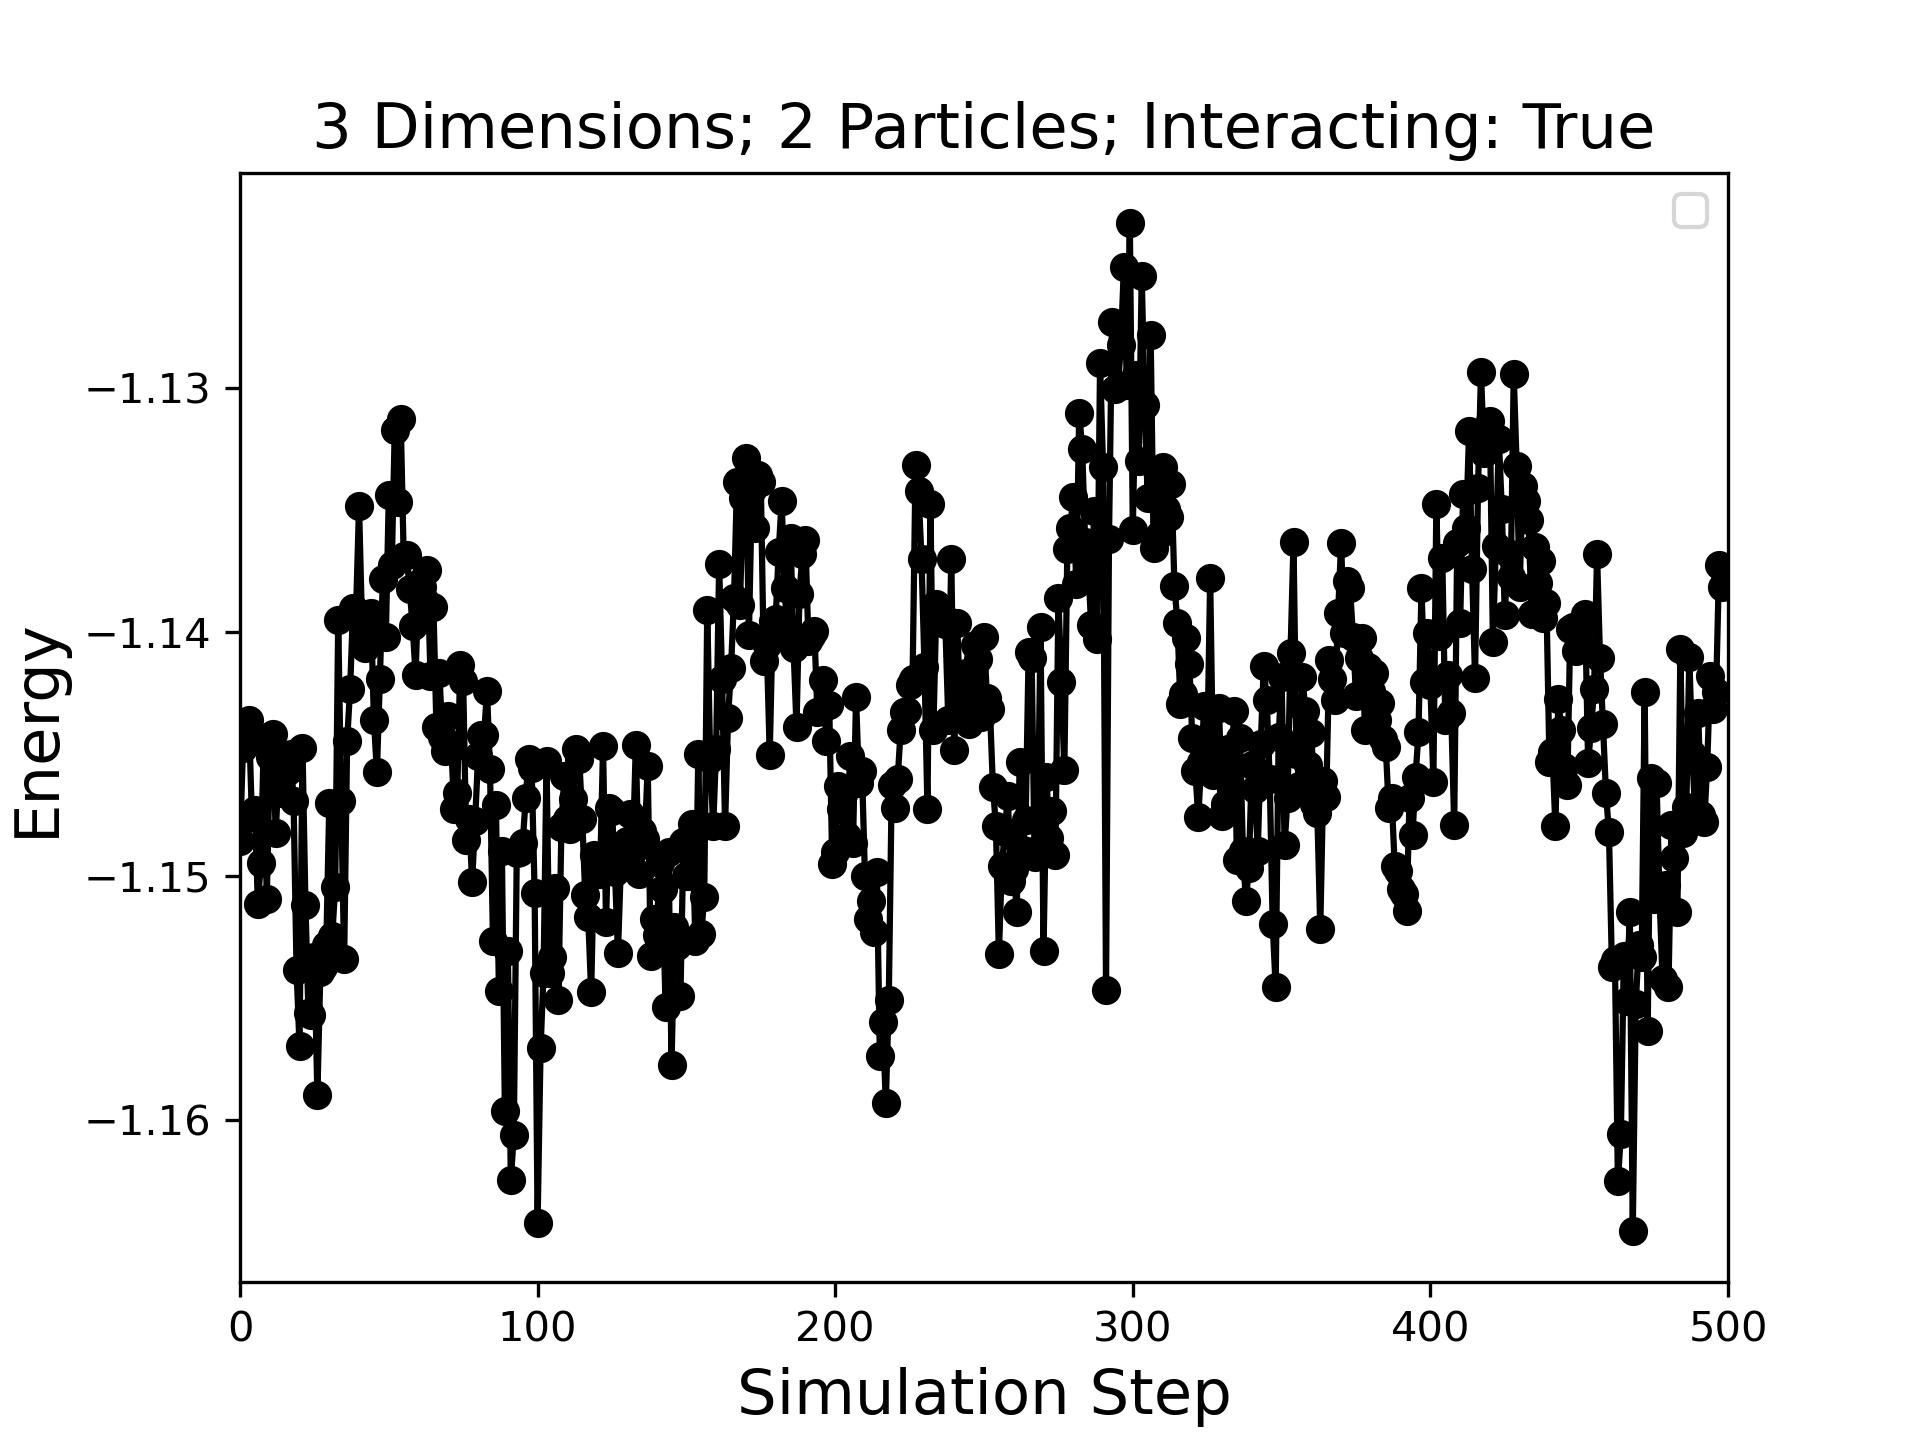 3 Dimensions; 2 Particles; Interacting: True
Energy
−1.13
−1.14
−1.15
−1.16
0 100 200 300 400 500
Simulation Step